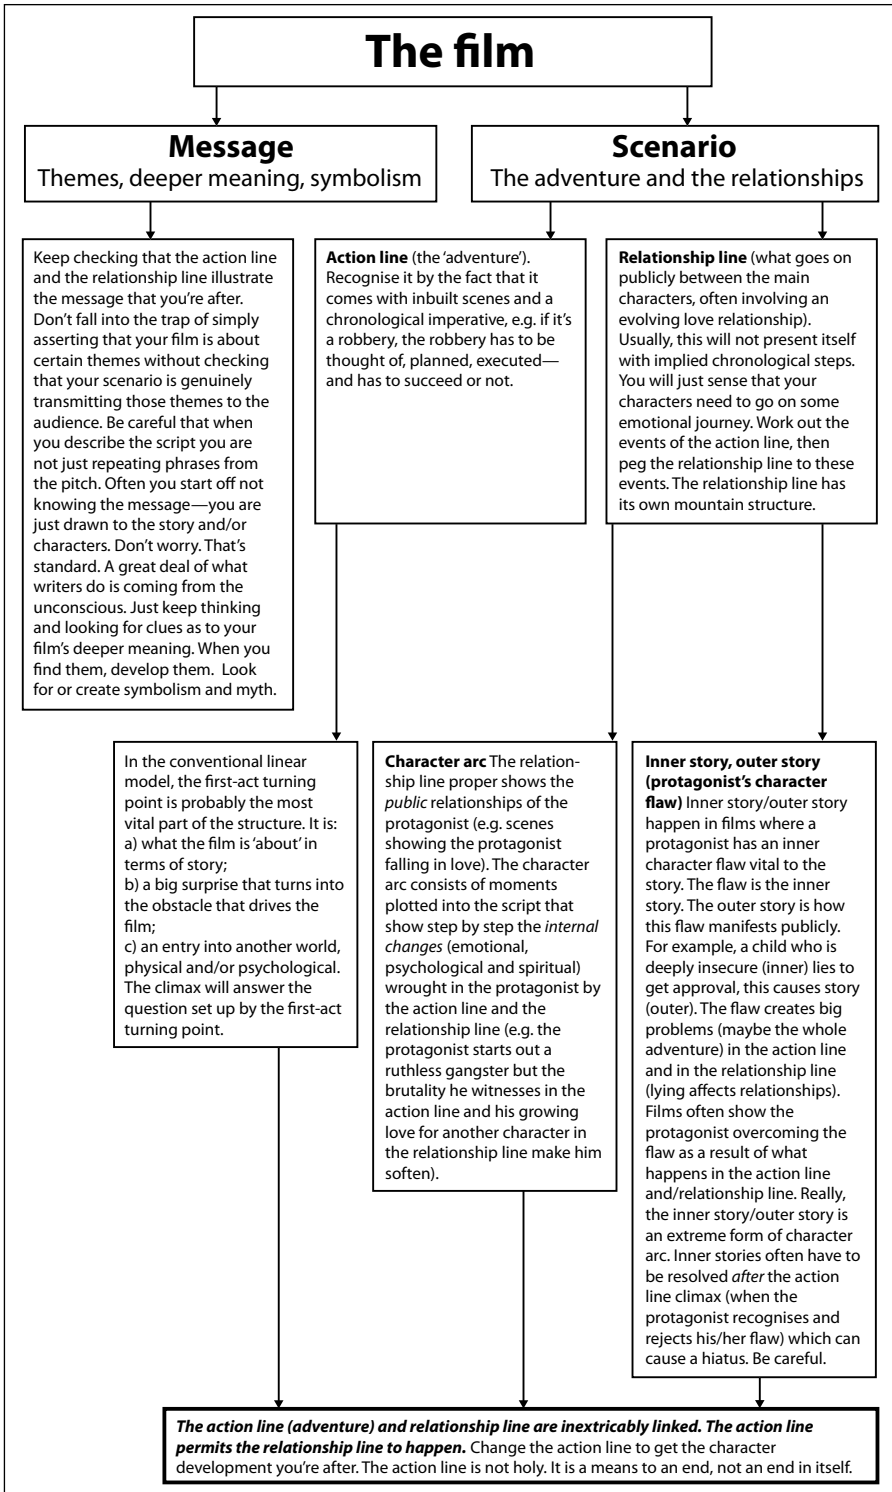 The film
Message
Themes, deeper meaning, symbolism
Scenario
The adventure and the relationships
Keep checking that the action line
and the relationship line illustrate
the message that you’re after.
Don’t fall into the trap of simply
asserting that your film is about
certain themes without checking
that your scenario is genuinely
transmitting those themes to the
audience. Be careful that when
you describe the script you are
not just repeating phrases from
the pitch. Often you start off not
knowing the message—you are
just drawn to the story and/or
characters. Don’t worry. That’s
standard. A great deal of what
writers do is coming from the
unconscious. Just keep thinking
and looking for clues as to your
film’s deeper meaning. When you
find them, develop them.  Look
for or create symbolism and myth.
Action line (the ‘adventure’).
Recognise it by the fact that it
comes with inbuilt scenes and a
chronological imperative, e.g. if it’s
a robbery, the robbery has to be
thought of, planned, executed—
and has to succeed or not.
Relationship line (what goes on
publicly between the main
characters, often involving an
evolving love relationship).
Usually, this will not present itself
with implied chronological steps.
You will just sense that your
characters need to go on some
emotional journey. Work out the
events of the action line, then
peg the relationship line to these
events. The relationship line has
its own mountain structure.
In the conventional linear
model, the first-act turning
point is probably the most
vital part of the structure. It is:
a) what the film is ‘about’ in
terms of story;
b) a big surprise that turns into
the obstacle that drives the
film;
c) an entry into another world,
physical and/or psychological.
The climax will answer the
question set up by the first-act
turning point.
Character arc The relation-
ship line proper shows the
public relationships of the
protagonist (e.g. scenes
showing the protagonist
falling in love). The character
arc consists of moments
plotted into the script that
show step by step the internal
changes (emotional,
psychological and spiritual)
wrought in the protagonist by
the action line and the
relationship line (e.g. the
protagonist starts out a
ruthless gangster but the
brutality he witnesses in the
action line and his growing
love for another character in
the relationship line make him
soften).
Inner story, outer story
(protagonist’s character
flaw) Inner story/outer story
happen in films where a
protagonist has an inner
character flaw vital to the
story. The flaw is the inner
story. The outer story is how
this flaw manifests publicly.
For example, a child who is
deeply insecure (inner) lies to
get approval, this causes story
(outer). The flaw creates big
problems (maybe the whole
adventure) in the action line
and in the relationship line
(lying affects relationships).
Films often show the
protagonist overcoming the
flaw as a result of what
happens in the action line
and/relationship line. Really,
the inner story/outer story is
an extreme form of character
arc. Inner stories often have to
be resolved after the action
line climax (when the
protagonist recognises and
rejects his/her flaw) which can
cause a hiatus. Be careful.
The action line (adventure) and relationship line are inextricably linked. The action line
permits the relationship line to happen. Change the action line to get the character
development you’re after. The action line is not holy. It is a means to an end, not an end in itself.